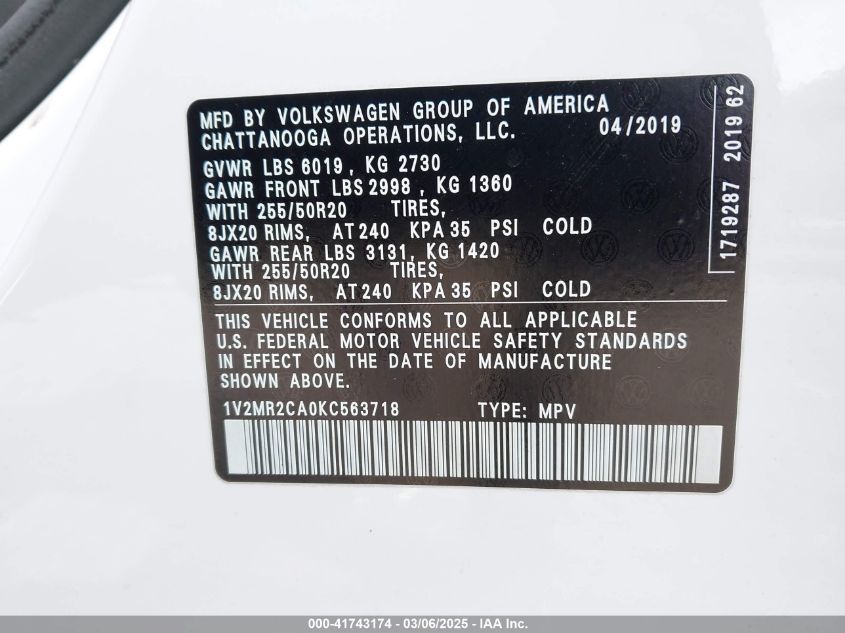 MFD BY VOLKSWAGEN GROUP OF AMERICA
CHATTANOOGA OPERATIONS, LLC. 04/2019
GVWR LBS 6019, KG 2730
GAWR FRONT LBS 2998, KG 1360
WITH 255/50R20 TIRES,
8JX20 RIMS, AT 240 KPA 35 PSI COLD
GAWR REAR LBS 3131, KG 1420
WITH 255/50R20 TIRES,
8JX20 RIMS, AT 240 KPA 35 PSI COLD
THIS VEHICLE CONFORMS TO ALL APPLICABLE
U.S. FEDERAL MOTOR VEHICLE SAFETY STANDARDS
IN EFFECT ON THE DATE OF MANUFACTURE
SHOWN ABOVE.
1V2MR2CA0KC563718 TYPE: MPV
1719287 2019 62
000-41743174 - 03/06/2025 - IAA Inc.